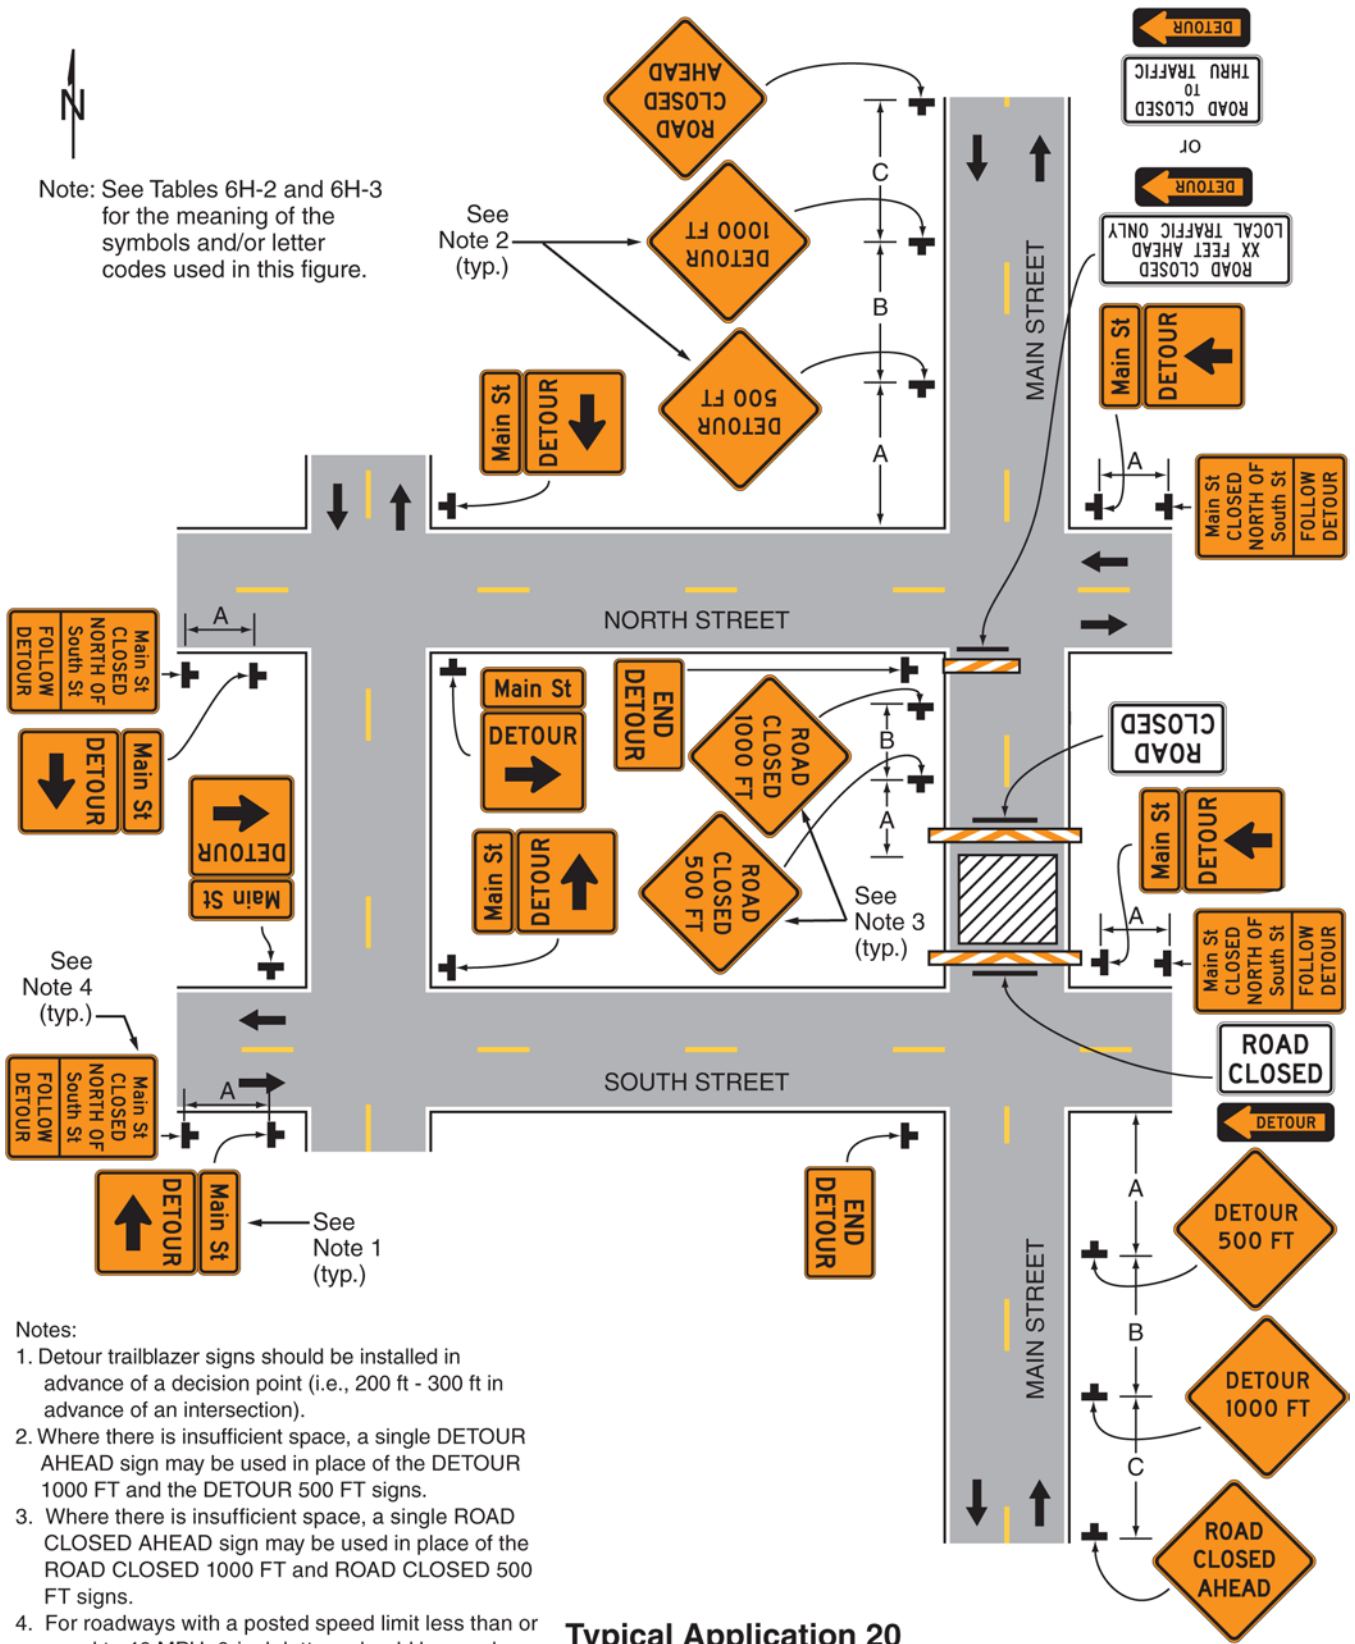 N
Note: See Tables 6H-2 and 6H-3
for the meaning of the
symbols and/or letter
codes used in this figure.
ROAD
CLOSED
AHEAD
DETOUR
ROAD CLOSED
TO
THRU TRAFFIC
or
DETOUR
ROAD CLOSED
XX FEET AHEAD
LOCAL TRAFFIC ONLY
See
Note 2
(typ.)
DETOUR
1000 FT
DETOUR
500 FT
C
B
A
MAIN STREET
Main St
DETOUR
Main St
DETOUR
A
Main St
CLOSED
NORTH OF
South St
FOLLOW
DETOUR
NORTH STREET
A
Main St
CLOSED
NORTH OF
South St
FOLLOW
DETOUR
Main St
DETOUR
Main St
DETOUR
END
DETOUR
ROAD
CLOSED
1000 FT
B
A
ROAD
CLOSED
500 FT
See
Note 3
(typ.)
ROAD
CLOSED
Main St
DETOUR
DETOUR
Main St
Main St
DETOUR
A
Main St
CLOSED
NORTH OF
South St
FOLLOW
DETOUR
See
Note 4
(typ.)
Main St
CLOSED
NORTH OF
South St
FOLLOW
DETOUR
A
SOUTH STREET
ROAD
CLOSED
DETOUR
Main St
DETOUR
See
Note 1
(typ.)
END
DETOUR
A
DETOUR
500 FT
MAIN STREET
B
DETOUR
1000 FT
C
ROAD
CLOSED
AHEAD
Notes:
1. Detour trailblazer signs should be installed in
advance of a decision point (i.e., 200 ft - 300 ft in
advance of an intersection).
2. Where there is insufficient space, a single DETOUR
AHEAD sign may be used in place of the DETOUR
1000 FT and the DETOUR 500 FT signs.
3. Where there is insufficient space, a single ROAD
CLOSED AHEAD sign may be used in place of the
ROAD CLOSED 1000 FT and ROAD CLOSED 500
FT signs.
4. For roadways with a posted speed limit less than or
Typical Application 20